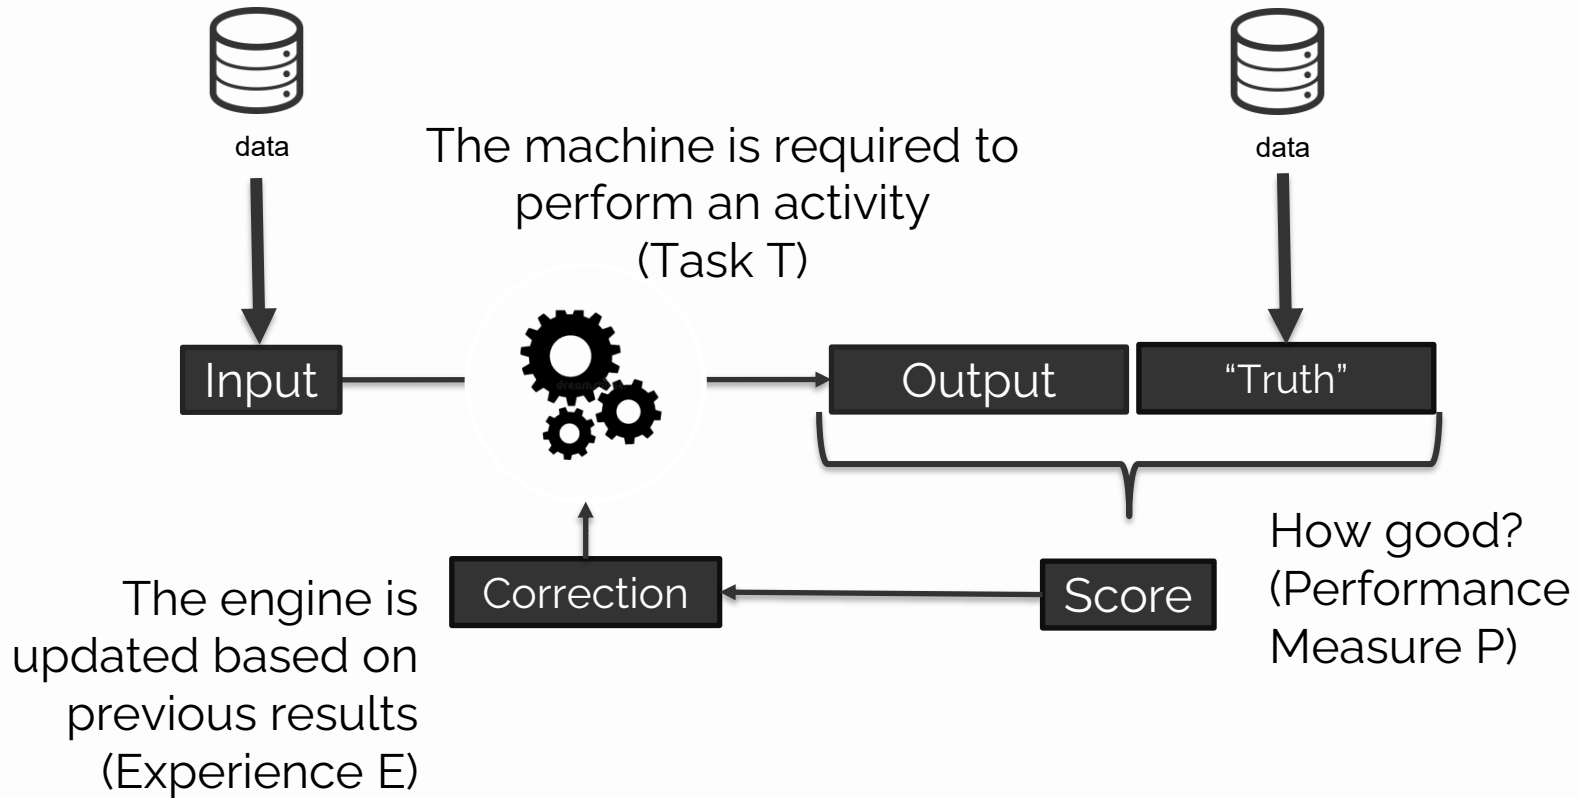 data
data
The machine is required to
perform an activity
(Task T)
Input
Output
“Truth”
How good?
(Performance
Measure P)
Score
Correction
The engine is
updated based on
previous results
(Experience E)